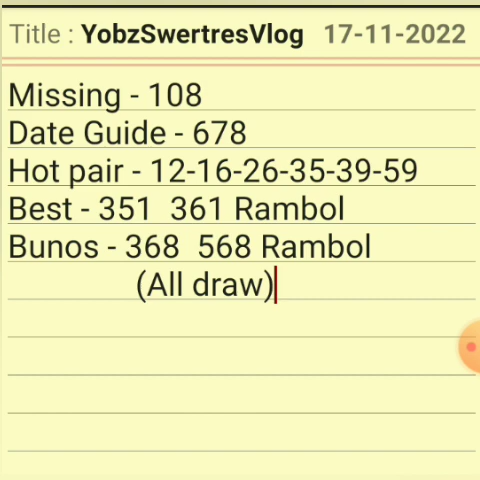 Title : YobzSwertresVlog 17-11-2022
Missing - 108
Date Guide - 678
Hot pair - 12-16-26-35-39-59
Best - 351 361 Rambol
Bunos - 368 568 Rambol
(All draw)